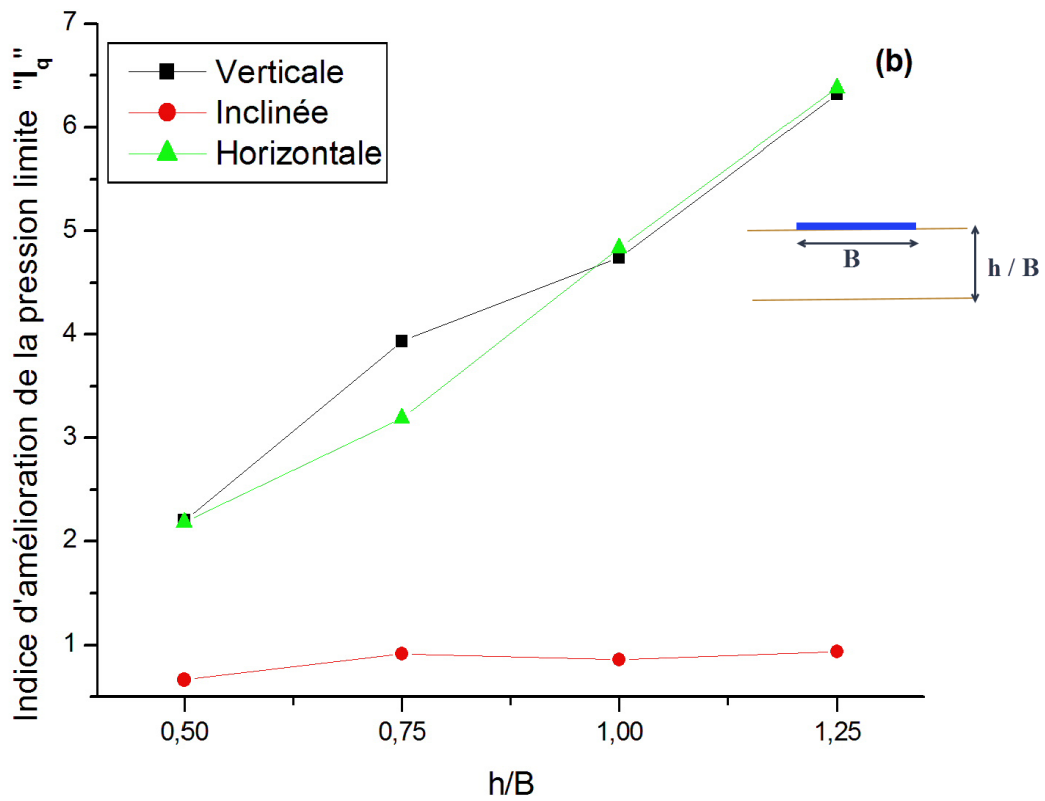 Indice d'amélioration de la pression limite "Iq"
7
6
5
4
3
2
1
Verticale
Inclinée
Horizontale
(b)
B
h / B
0,50 0,75 1,00 1,25
h/B